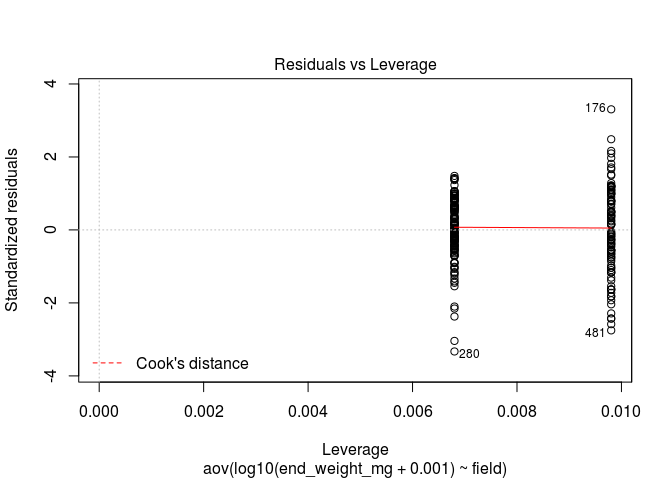 Residuals vs Leverage
Standardized residuals
4
2
0
-2
-4
176
481
280
Cook's distance
0.000 0.002 0.004 0.006 0.008 0.010
Leverage
aov(log10(end_weight_mg + 0.001) ~ field)